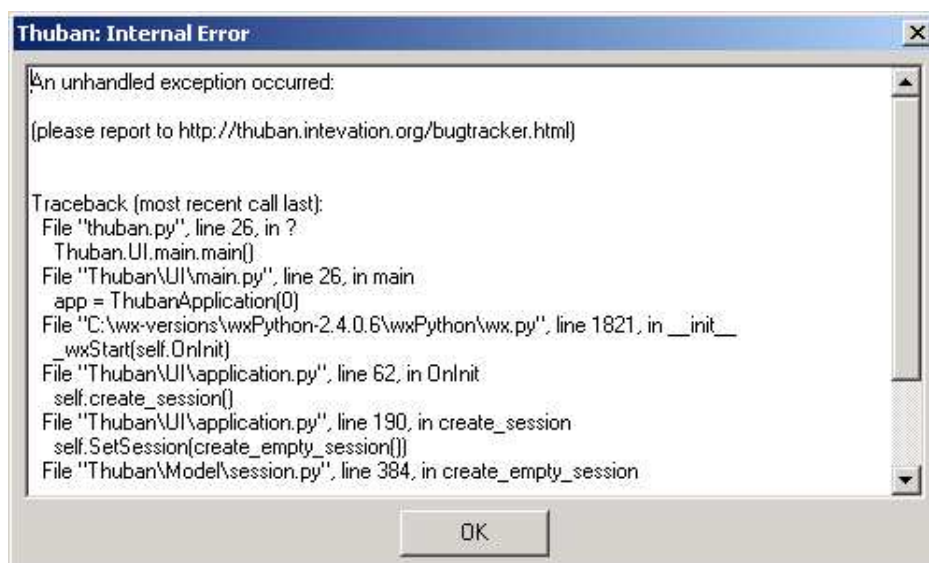 Thuban: Internal Error
An unhandled exception occurred:
(please report to http://thuban.intevation.org/bugtracker.html)
Traceback (most recent call last):
File "thuban.py", line 26, in ?
Thuban.UI.main.main()
File "Thuban\UI\main.py", line 26, in main
app = ThubanApplication(0)
File "C:\wx-versions\wxPython-2.4.0.6\wxPython\wx.py", line 1821, in __init__
_wxStart(self.OnInit)
File "Thuban\UI\application.py", line 62, in OnInit
self.create_session()
File "Thuban\UI\application.py", line 190, in create_session
self.SetSession(create_empty_session())
File "Thuban\Model\session.py", line 384, in create_empty_session
OK